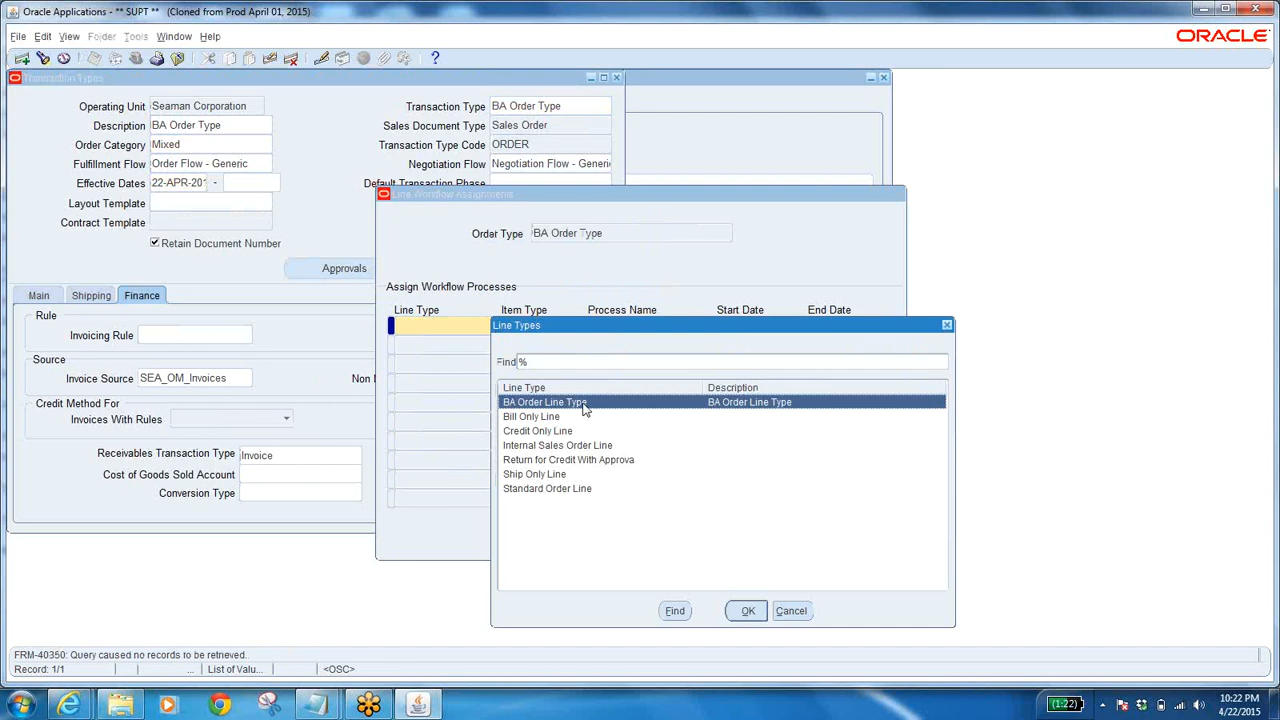 Oracle Applications - ** SUPT ** (Cloned from Prod April 01, 2015)
File Edit View Folder Tools Window Help
ORACLE
Transaction Types
Operating Unit Seaman Corporation Transaction Type BA Order Type
Description BA Order Type Sales Document Type Sales Order
Order Category Mixed Transaction Type Code ORDER
Fulfillment Flow Order Flow - Generic Negotiation Flow Negotiation Flow - Generi
Effective Dates 22-APR-201 - Default Transaction Phase
Layout Template
Contract Template
Retain Document Number
Approvals
Main Shipping Finance
Rule
Invoicing Rule
Source
Invoice Source SEA_OM_Invoices Non
Credit Method For
Invoices With Rules
Receivables Transaction Type Invoice
Cost of Goods Sold Account
Conversion Type
Line Workflow Assignments
Order Type BA Order Type
Assign Workflow Processes
Line Type Item Type Process Name Start Date End Date
Line Types
Find %
Line Type Description
BA Order Line Type BA Order Line Type
Bill Only Line
Credit Only Line
Internal Sales Order Line
Return for Credit With Approva
Ship Only Line
Standard Order Line
Find OK Cancel
FRM-40350: Query caused no records to be retrieved.
Record: 1/1 ... List of Valu... <OSC>
(1:22) 10:22 PM
4/22/2015